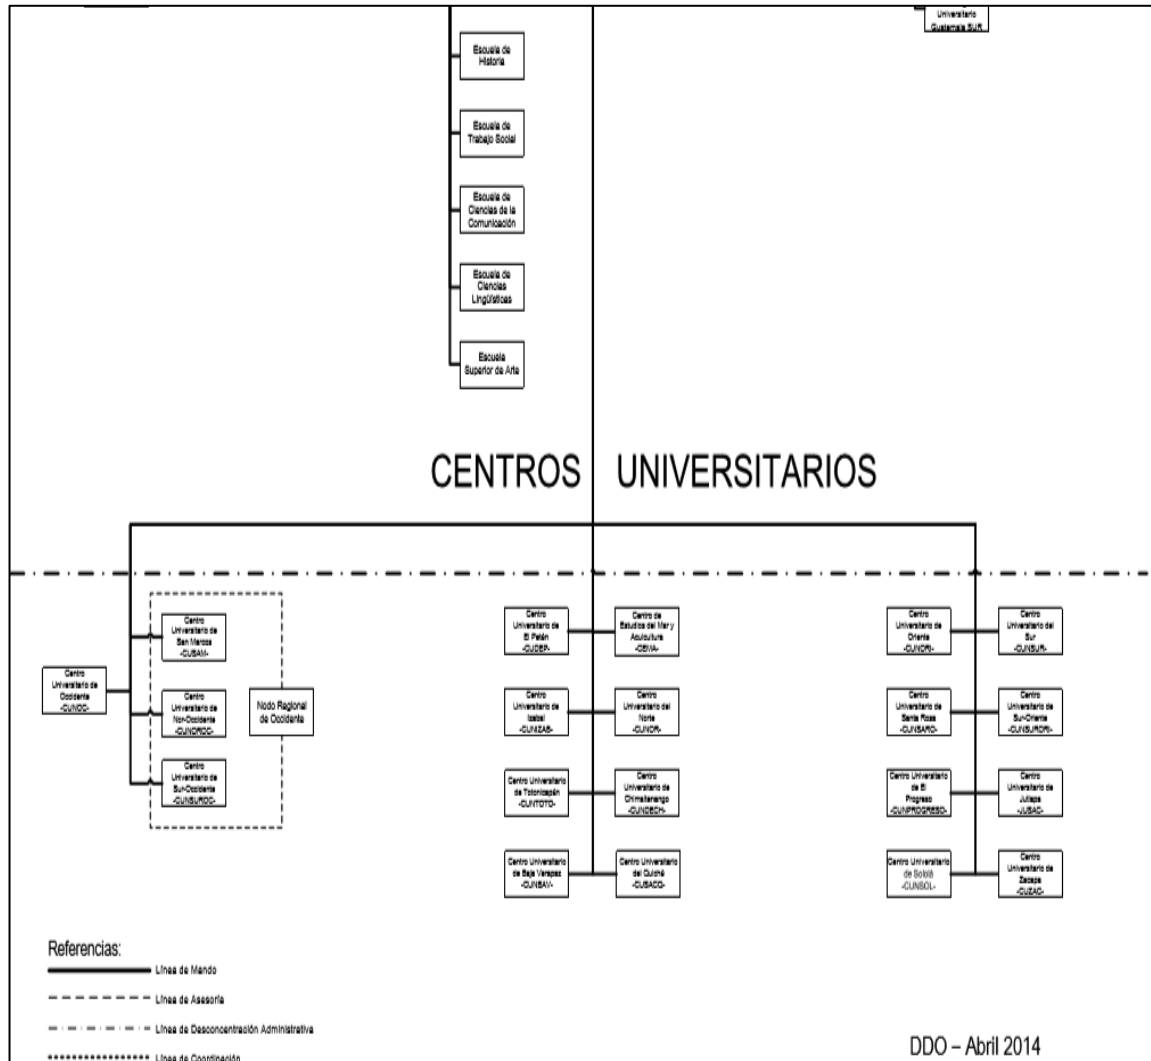 Universitario
Guatemala SUR
Escuela de
Historia
Escuela de
Trabajo Social
Escuela de
Ciencias de la
Comunicación
Escuela de
Ciencias
Lingüísticas
Escuela
Superior de Arte
CENTROS UNIVERSITARIOS
Centro
Universitario de
Occidente
-CUNOC-
Centro
Universitario de
San Marcos
-CUSAM-
Centro
Universitario de
Nor-Occidente
-CUNOROC-
Centro
Universitario de
Sur-Occidente
-CUNSUROC-
Nodo Regional
de Occidente
Centro
Universitario de
El Petén
-CUDEP-
Centro de
Estudios del Mar y
Acuicultura
-CEMA-
Centro
Universitario de
Izabal
-CUNIZAB-
Centro
Universitario del
Norte
-CUNOR-
Centro Universitario
de Totonicapán
-CUNTOTO-
Centro
Universitario de
Chimaltenango
-CUNDECH-
Centro Universitario
de Baja Verapaz
-CUNBAV-
Centro Universitario
del Quiché
-CUSACQ-
Centro
Universitario de
Oriente
-CUNORI-
Centro
Universitario del
Sur
-CUNSUR-
Centro
Universitario de
Santa Rosa
-CUNSARO-
Centro
Universitario de
Sur-Oriente
-CUNSURORI-
Centro Universitario
de El
Progreso
-CUNPROGRESO-
Centro
Universitario de
Jutiapa
-JUSAC-
Centro Universitario
de Sololá
-CUNSOL-
Centro
Universitario de
Zacapa
-CUZAC-
Referencias:
Línea de Mando
Línea de Asesoría
Línea de Desconcentración Administrativa
Línea de Coordinación
DDO – Abril 2014